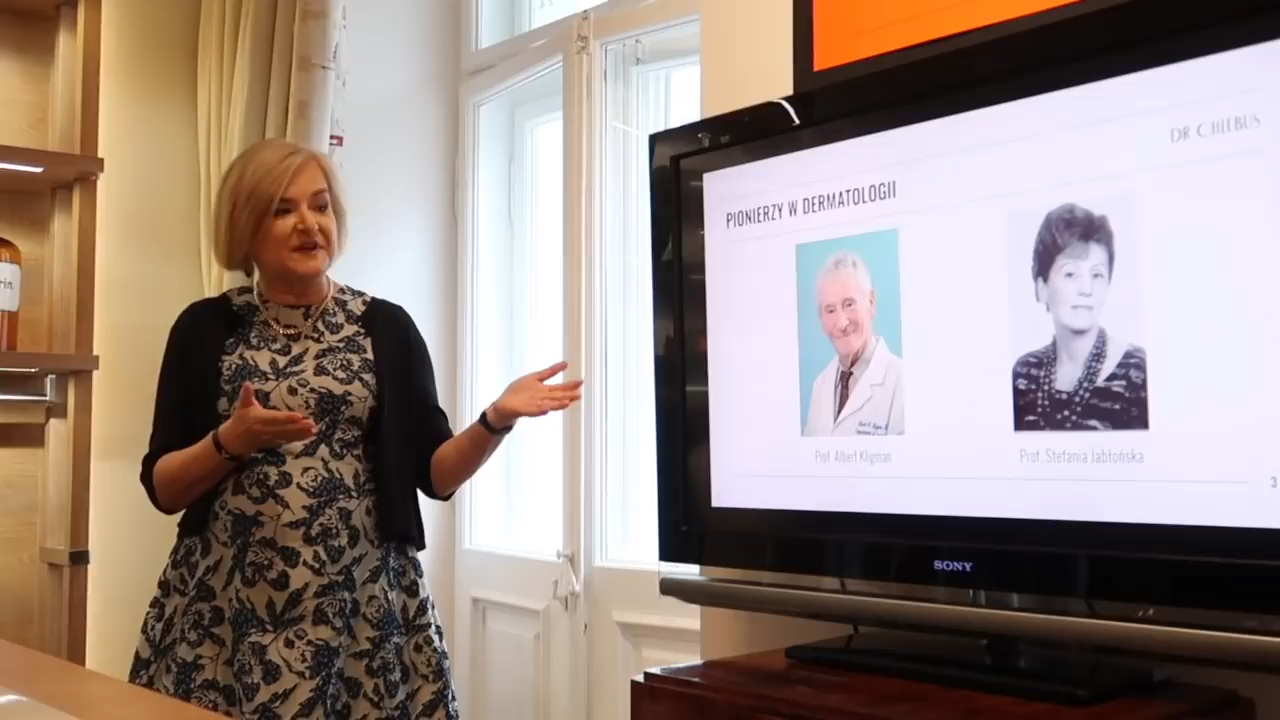 DR CHLEBUS
PIONIERZY W DERMATOLOGII
Prof. Albert Kligman
Prof. Stefania Jabłońska
3
SONY